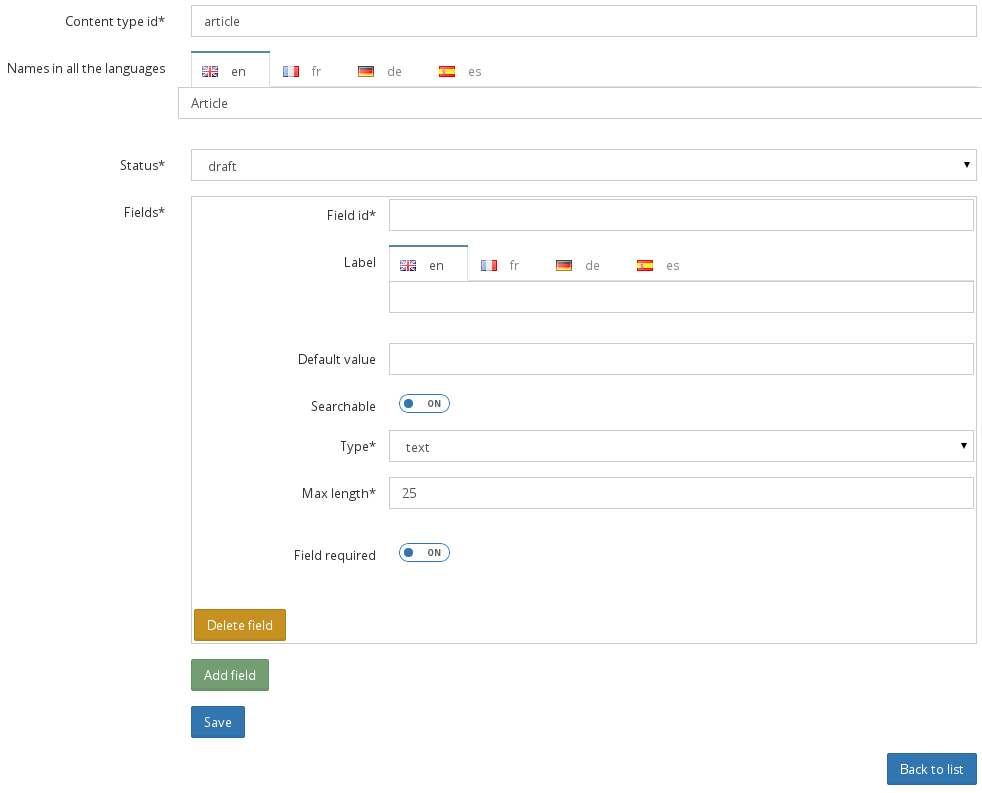 Content type id* article
Names in all the languages en fr de es
Article
Status* draft
Fields*
Field id*
Label en fr de es
Default value
Searchable ON
Type* text
Max length* 25
Field required ON
Delete field
Add field
Save
Back to list